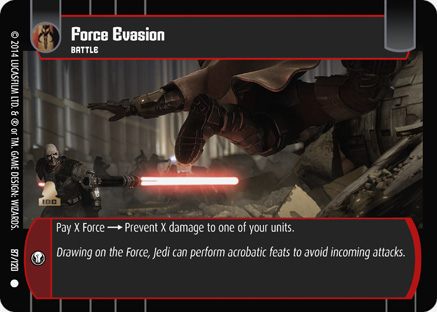 Force Evasion
BATTLE
Pay X Force → Prevent X damage to one of your units.
Drawing on the Force, Jedi can perform acrobatic feats to avoid incoming attacks.
© 2014 LUCASFILM LTD. & ® or TM. GAME DESIGN: WIZARDS.
87/120